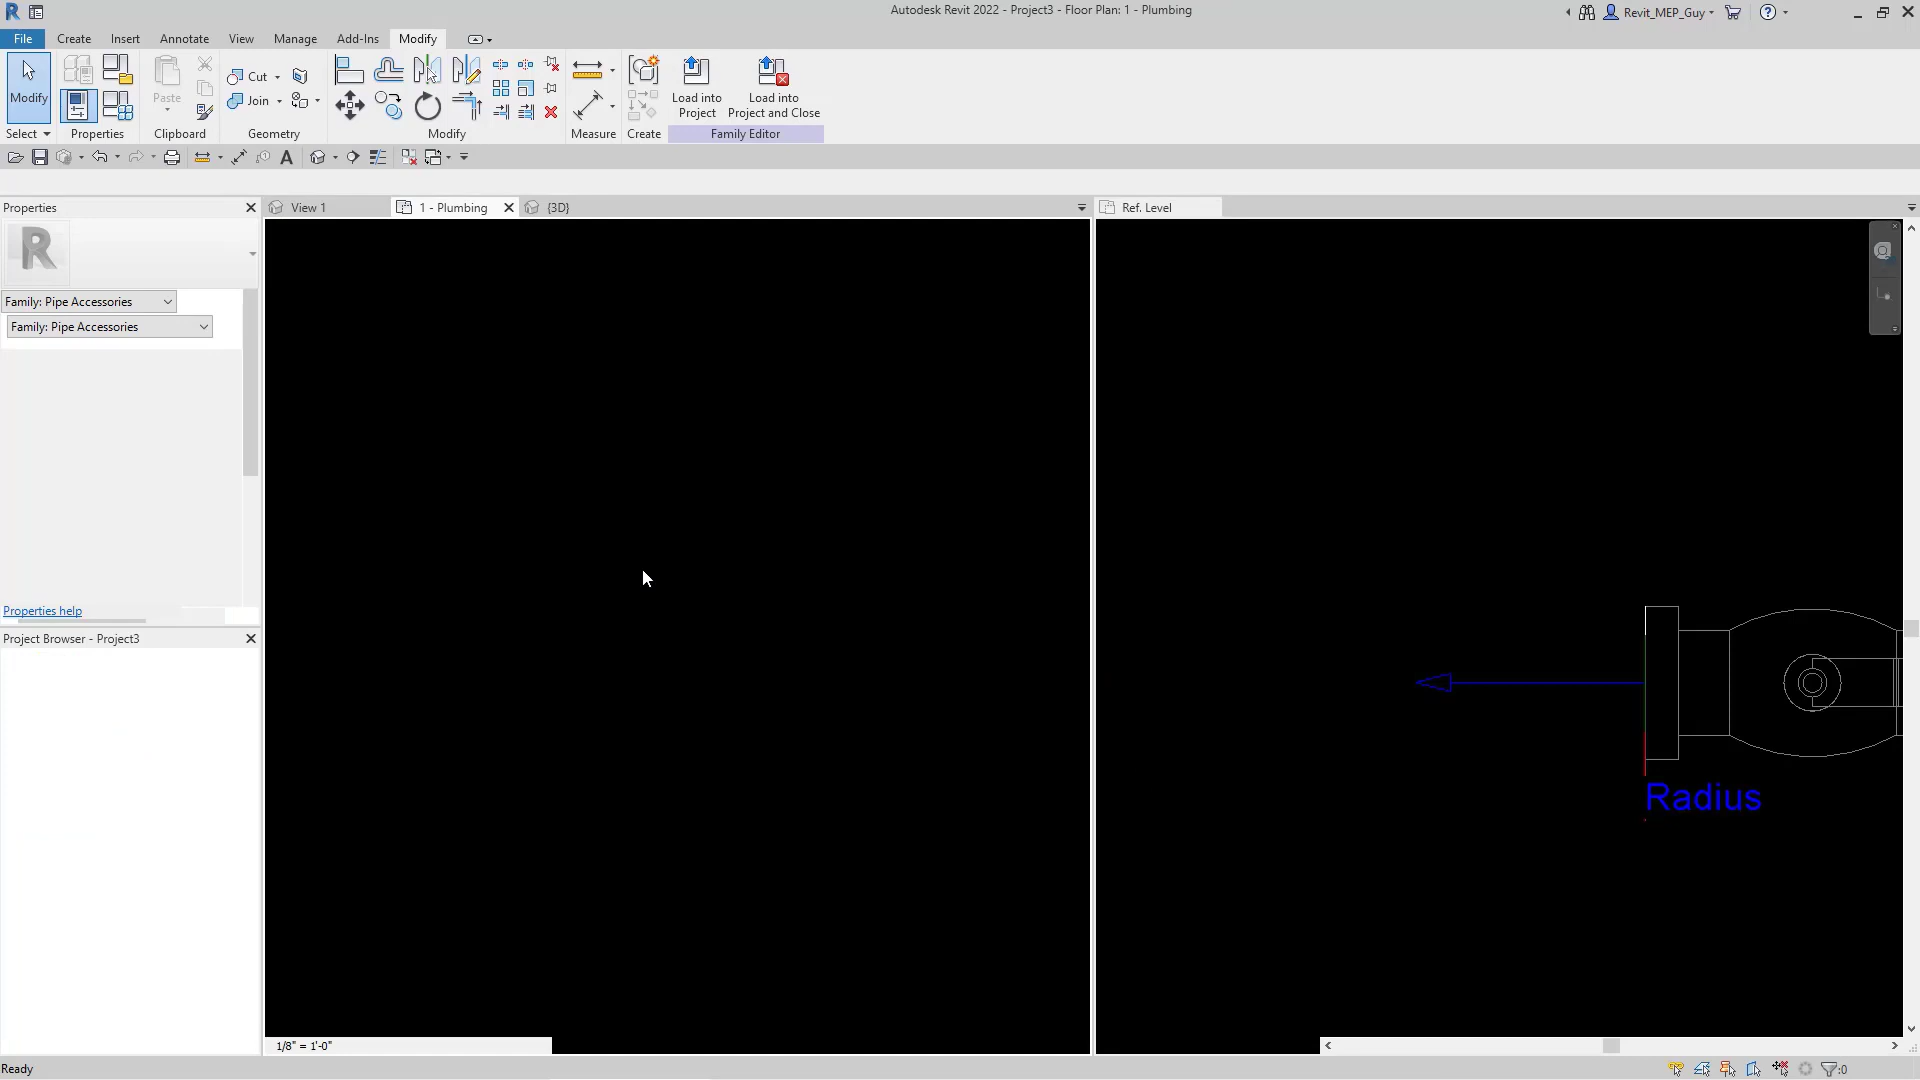 Autodesk Revit 2022 - Project3 - Floor Plan: 1 - Plumbing
Revit_MEP_Guy
File Create Insert Annotate View Manage Add-Ins Modify
Modify
Paste
Cut
Join
Load into Project
Load into Project and Close
Select Properties Clipboard Geometry Modify Measure Create Family Editor
Properties
View 1
1 - Plumbing
{3D}
Ref. Level
Family: Pipe Accessories
Family: Pipe Accessories
Properties help
Project Browser - Project3
Radius
1/8" = 1'-0"
Ready
:0